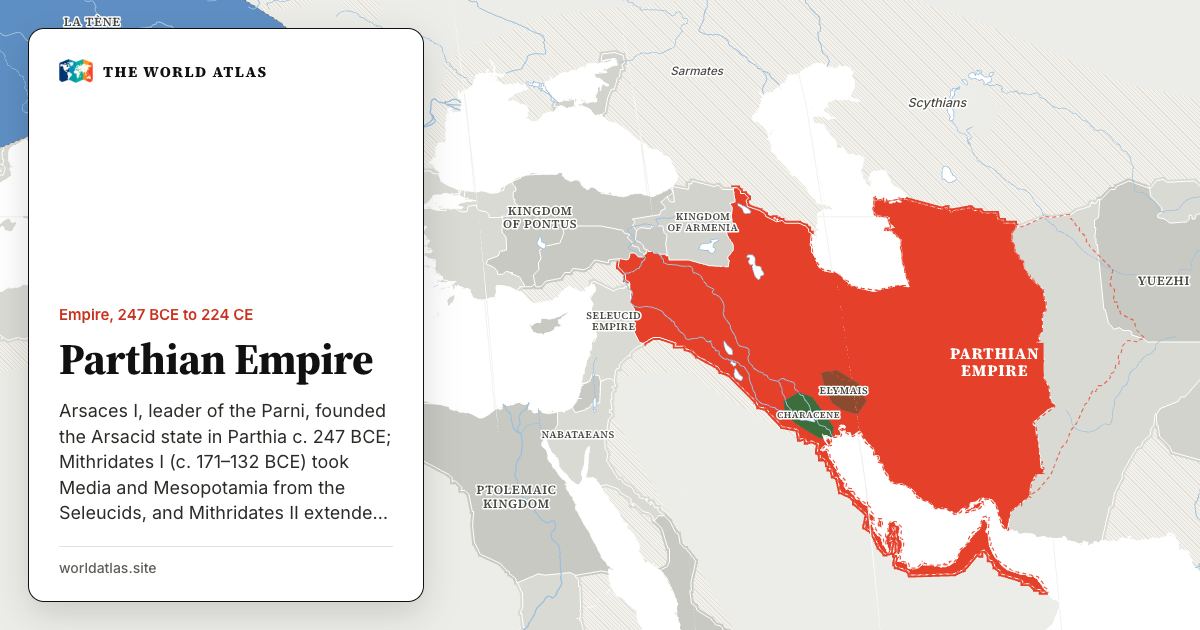 LA TÈNE
THE WORLD ATLAS
Empire, 247 BCE to 224 CE
Parthian Empire
Arsaces I, leader of the Parni, founded
the Arsacid state in Parthia c. 247 BCE;
Mithridates I (c. 171–132 BCE) took
Media and Mesopotamia from the
Seleucids, and Mithridates II extende...
worldatlas.site
Sarmates
Scythians
KINGDOM
OF PONTUS
KINGDOM
OF ARMENIA
YUEZHI
SELEUCID
EMPIRE
PARTHIAN
EMPIRE
ELYMAIS
CHARACENE
NABATAEANS
PTOLEMAIC
KINGDOM